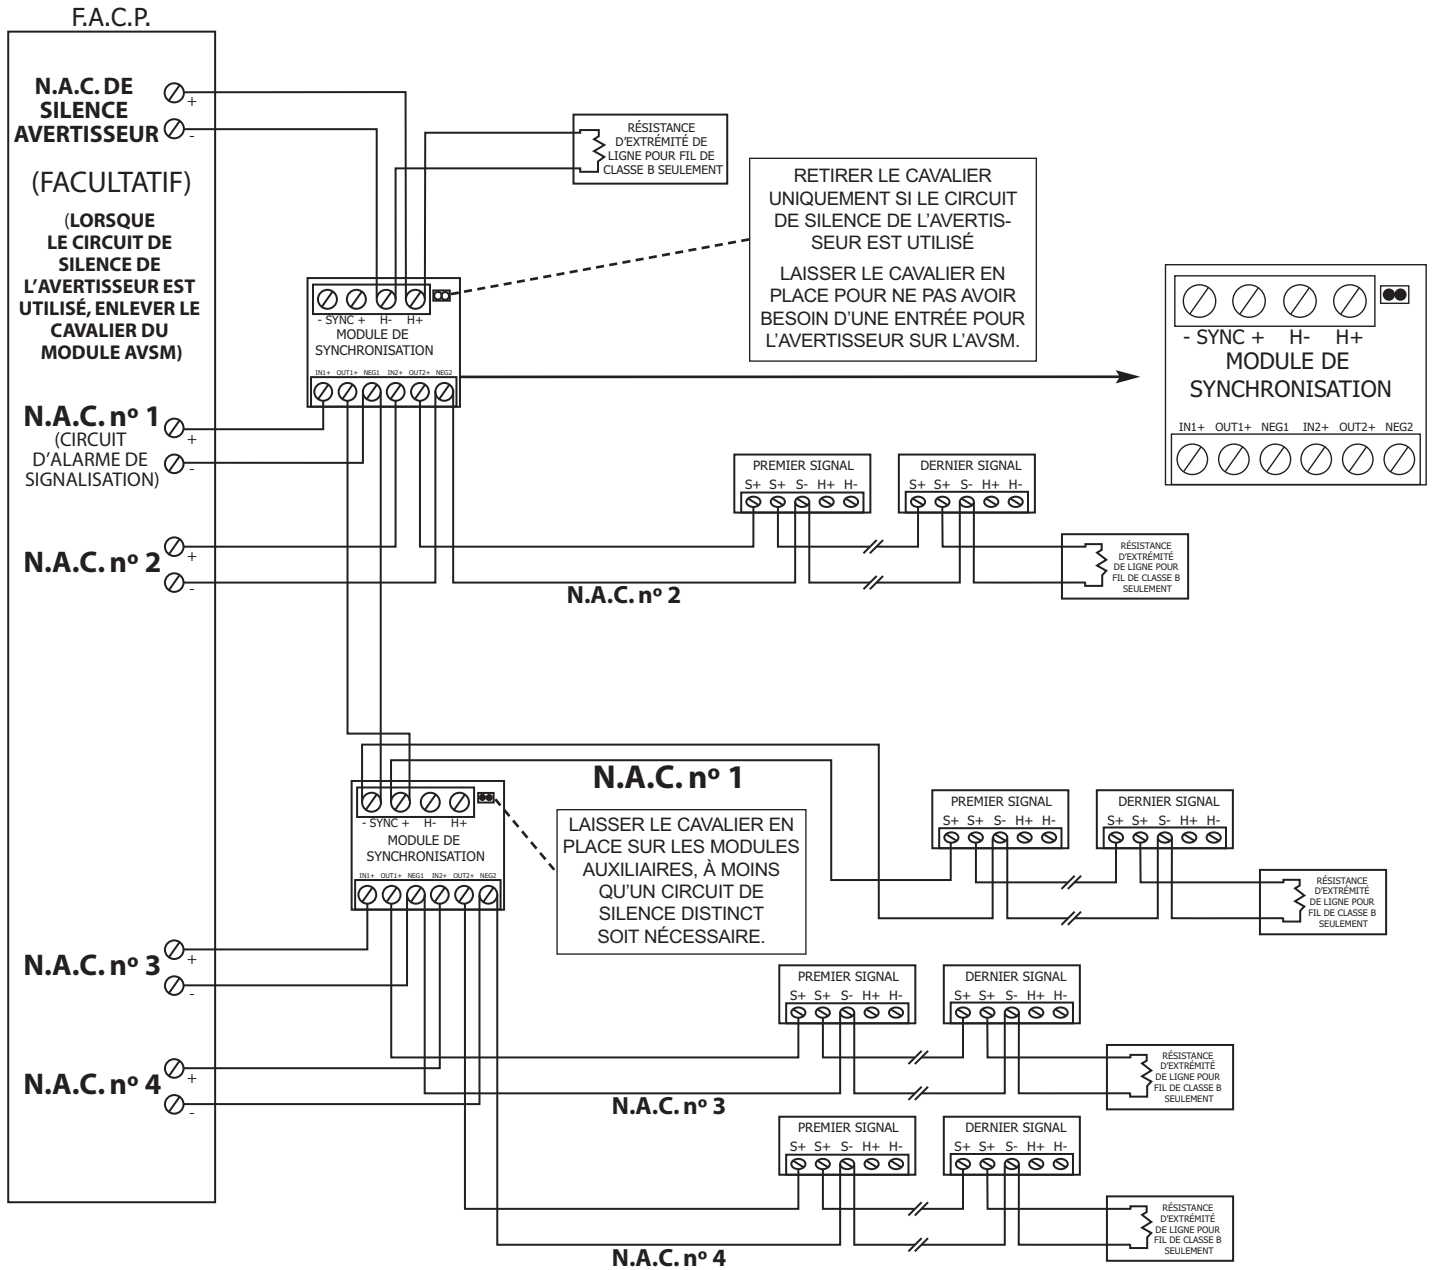 F.A.C.P.
N.A.C. DE
SILENCE
AVERTISSEUR
+
-
(FACULTATIF)
(LORSQUE
LE CIRCUIT DE
SILENCE DE
L'AVERTISSEUR EST
UTILISÉ, ENLEVER LE
CAVALIER DU
MODULE AVSM)
N.A.C. nº 1
(CIRCUIT
D'ALARME DE
SIGNALISATION)
+
-
N.A.C. nº 2
+
-
N.A.C. nº 3
+
-
N.A.C. nº 4
+
-
RÉSISTANCE
D'EXTRÉMITÉ DE
LIGNE POUR FIL DE
CLASSE B SEULEMENT
RETIRER LE CAVALIER
UNIQUEMENT SI LE CIRCUIT
DE SILENCE DE L'AVERTIS-
SEUR EST UTILISÉ
LAISSER LE CAVALIER EN
PLACE POUR NE PAS AVOIR
BESOIN D'UNE ENTRÉE POUR
L'AVERTISSEUR SUR L'AVSM.
- SYNC + H- H+
MODULE DE
SYNCHRONISATION
IN1+ OUT1+ NEG1 IN2+ OUT2+ NEG2
- SYNC + H- H+
MODULE DE
SYNCHRONISATION
IN1+ OUT1+ NEG1 IN2+ OUT2+ NEG2
PREMIER SIGNAL
S+ S+ S- H+ H-
DERNIER SIGNAL
S+ S+ S- H+ H-
RÉSISTANCE
D'EXTRÉMITÉ
DE LIGNE POUR
FIL DE CLASSE B
SEULEMENT
N.A.C. nº 2
N.A.C. nº 1
- SYNC + H- H+
MODULE DE
SYNCHRONISATION
IN1+ OUT1+ NEG1 IN2+ OUT2+ NEG2
LAISSER LE CAVALIER EN
PLACE SUR LES MODULES
AUXILIAIRES, À MOINS
QU'UN CIRCUIT DE
SILENCE DISTINCT
SOIT NÉCESSAIRE.
PREMIER SIGNAL
S+ S+ S- H+ H-
DERNIER SIGNAL
S+ S+ S- H+ H-
RÉSISTANCE
D'EXTRÉMITÉ
DE LIGNE POUR
FIL DE CLASSE B
SEULEMENT
PREMIER SIGNAL
S+ S+ S- H+ H-
DERNIER SIGNAL
S+ S+ S- H+ H-
RÉSISTANCE
D'EXTRÉMITÉ
DE LIGNE POUR
FIL DE CLASSE B
SEULEMENT
N.A.C. nº 3
PREMIER SIGNAL
S+ S+ S- H+ H-
DERNIER SIGNAL
S+ S+ S- H+ H-
RÉSISTANCE
D'EXTRÉMITÉ
DE LIGNE POUR
FIL DE CLASSE B
SEULEMENT
N.A.C. nº 4